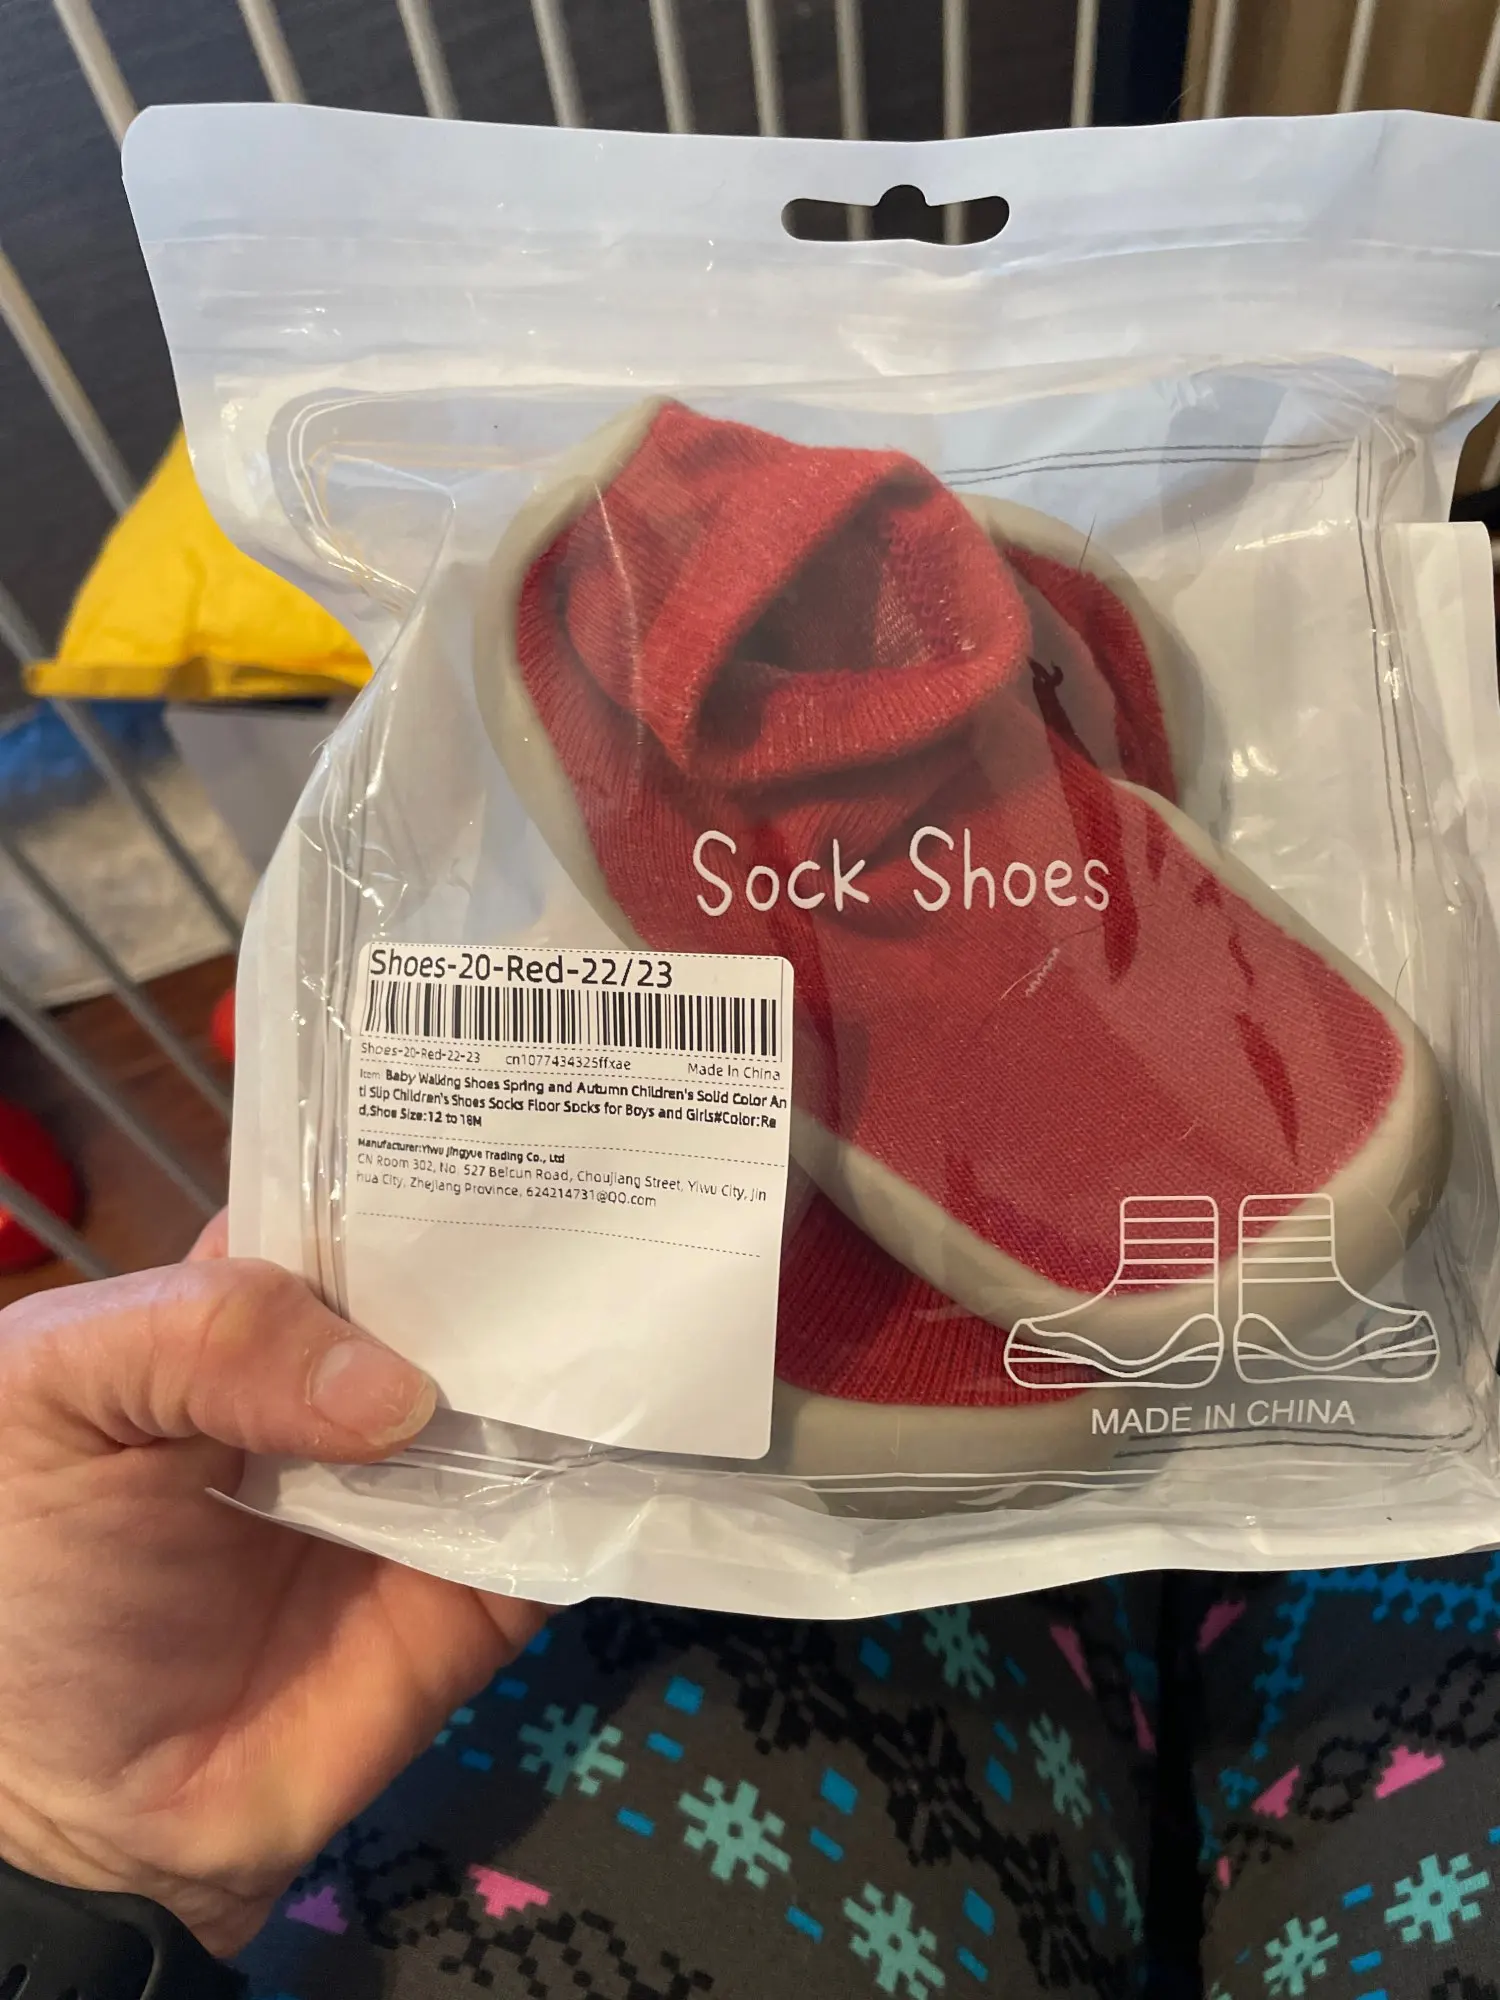 Sock Shoes
Shoes-20-Red-22/23
Shoes-20-Red-22-23 cn1077434325ffxae Made In China
Item: Baby Walking Shoes Spring and Autumn Children's Solid Color An
ti Slip Children's Shoes Socks Floor Socks for Boys and Girls#Color:Re
d,Shoe Size:12 to 18M
Manufacturer:Yiwu Jingyue Trading Co., Ltd
CN Room 302, No. 527 Beicun Road, Choujiang Street, Yiwu City, Jin
hua City, Zhejiang Province, 624214731@QQ.com
MADE IN CHINA